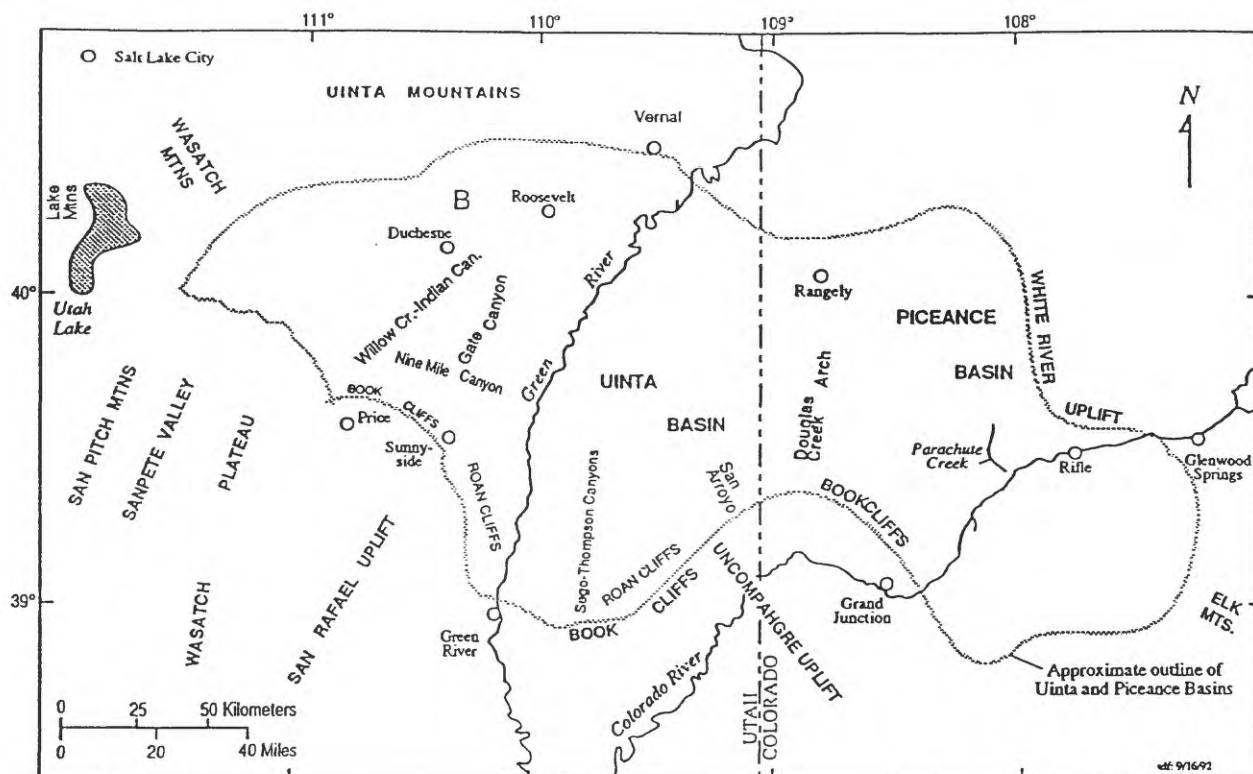 111°
110°
109°
108°
Salt Lake City
UINTA MOUNTAINS
N
Vernal
WASATCH
MTNS
Lake
Mtns
B
Roosevelt
Duchesne
River
40°
Utah
Lake
Willow Cr.-Indian Can.
Gate Canyon
Nine Mile Canyon
Green
Rangely
PICEANCE
BASIN
WHITE RIVER
UPLIFT
UINTA
BASIN
Douglas
Creek Arch
BOOK
CLIFFS
Price
Sunny-
side
SAN PITCH MTNS
SANPETE VALLEY
PLATEAU
Parachute
Creek
Rifle
Glenwood
Springs
ROAN CLIFFS
Sego-Thompson Canyons
San
Arroyo
BOOKCLIFFS
ROAN CLIFFS
CLIFFS
BOOK
UNCOMPAHGRE UPLIFT
39°
Green
River
Grand
Junction
ELK
MTS.
WASATCH
SAN RAFAEL UPLIFT
Colorado River
UTAH
COLORADO
Approximate outline of
Uinta and Piceance Basins
0 25 50 Kilometers
0 20 40 Miles